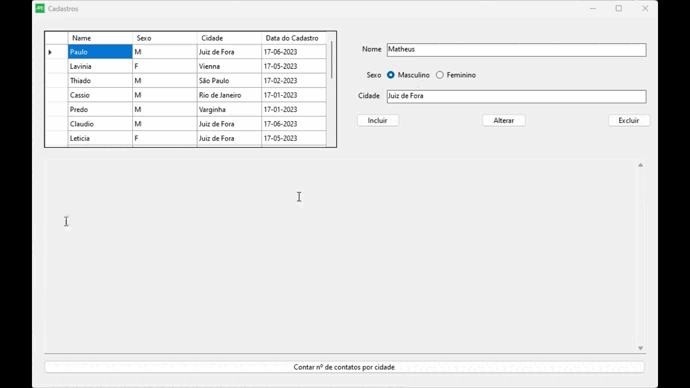 Cadastros
Name Sexo Cidade Data do Cadastro
Paulo M Juiz de Fora 17-06-2023
Lavinia F Vienna 17-05-2023
Thiado M São Paulo 17-02-2023
Cassio M Rio de Janeiro 17-01-2023
Predo M Varginha 17-01-2023
Claudio M Juiz de Fora 17-06-2023
Leticia F Juiz de Fora 17-05-2023
Nome Matheus
Sexo Masculino Feminino
Cidade Juiz de Fora
Incluir Alterar Excluir
Contar nº de contatos por cidade